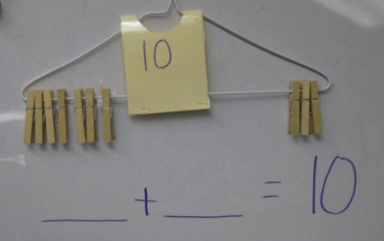 10
___ + ___ = 10